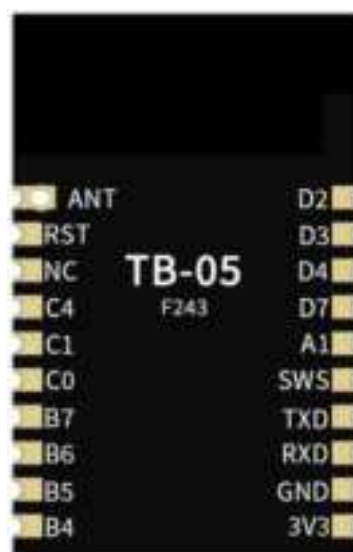 ANT D2
RST D3
NC TB-05 D4
C4 F243 D7
C1 A1
C0 SWS
B7 TXD
B6 RXD
B5 GND
B4 3V3